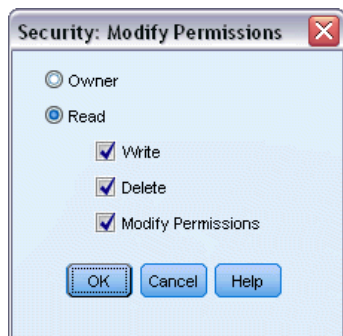 Security: Modify Permissions
Owner
Read
Write
Delete
Modify Permissions
OK Cancel Help